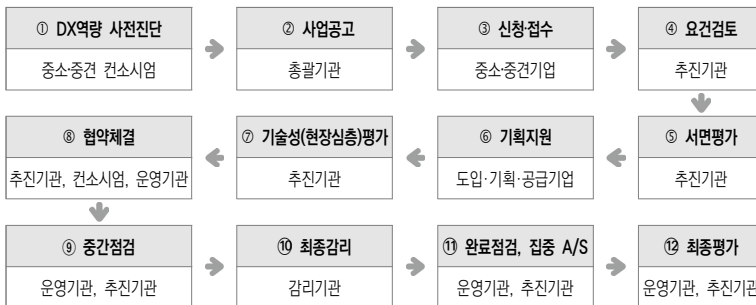 ① DX역량 사전진단
중소·중견 컨소시엄
② 사업공고
총괄기관
③ 신청·접수
중소·중견기업
④ 요건검토
추진기관
⑤ 서면평가
추진기관
⑥ 기획지원
도입·기획·공급기업
⑦ 기술성(현장심층)평가
추진기관
⑧ 협약체결
추진기관, 컨소시엄, 운영기관
⑨ 중간점검
운영기관, 추진기관
⑩ 최종감리
감리기관
⑪ 완료점검, 집중 A/S
운영기관, 추진기관
⑫ 최종평가
운영기관, 추진기관